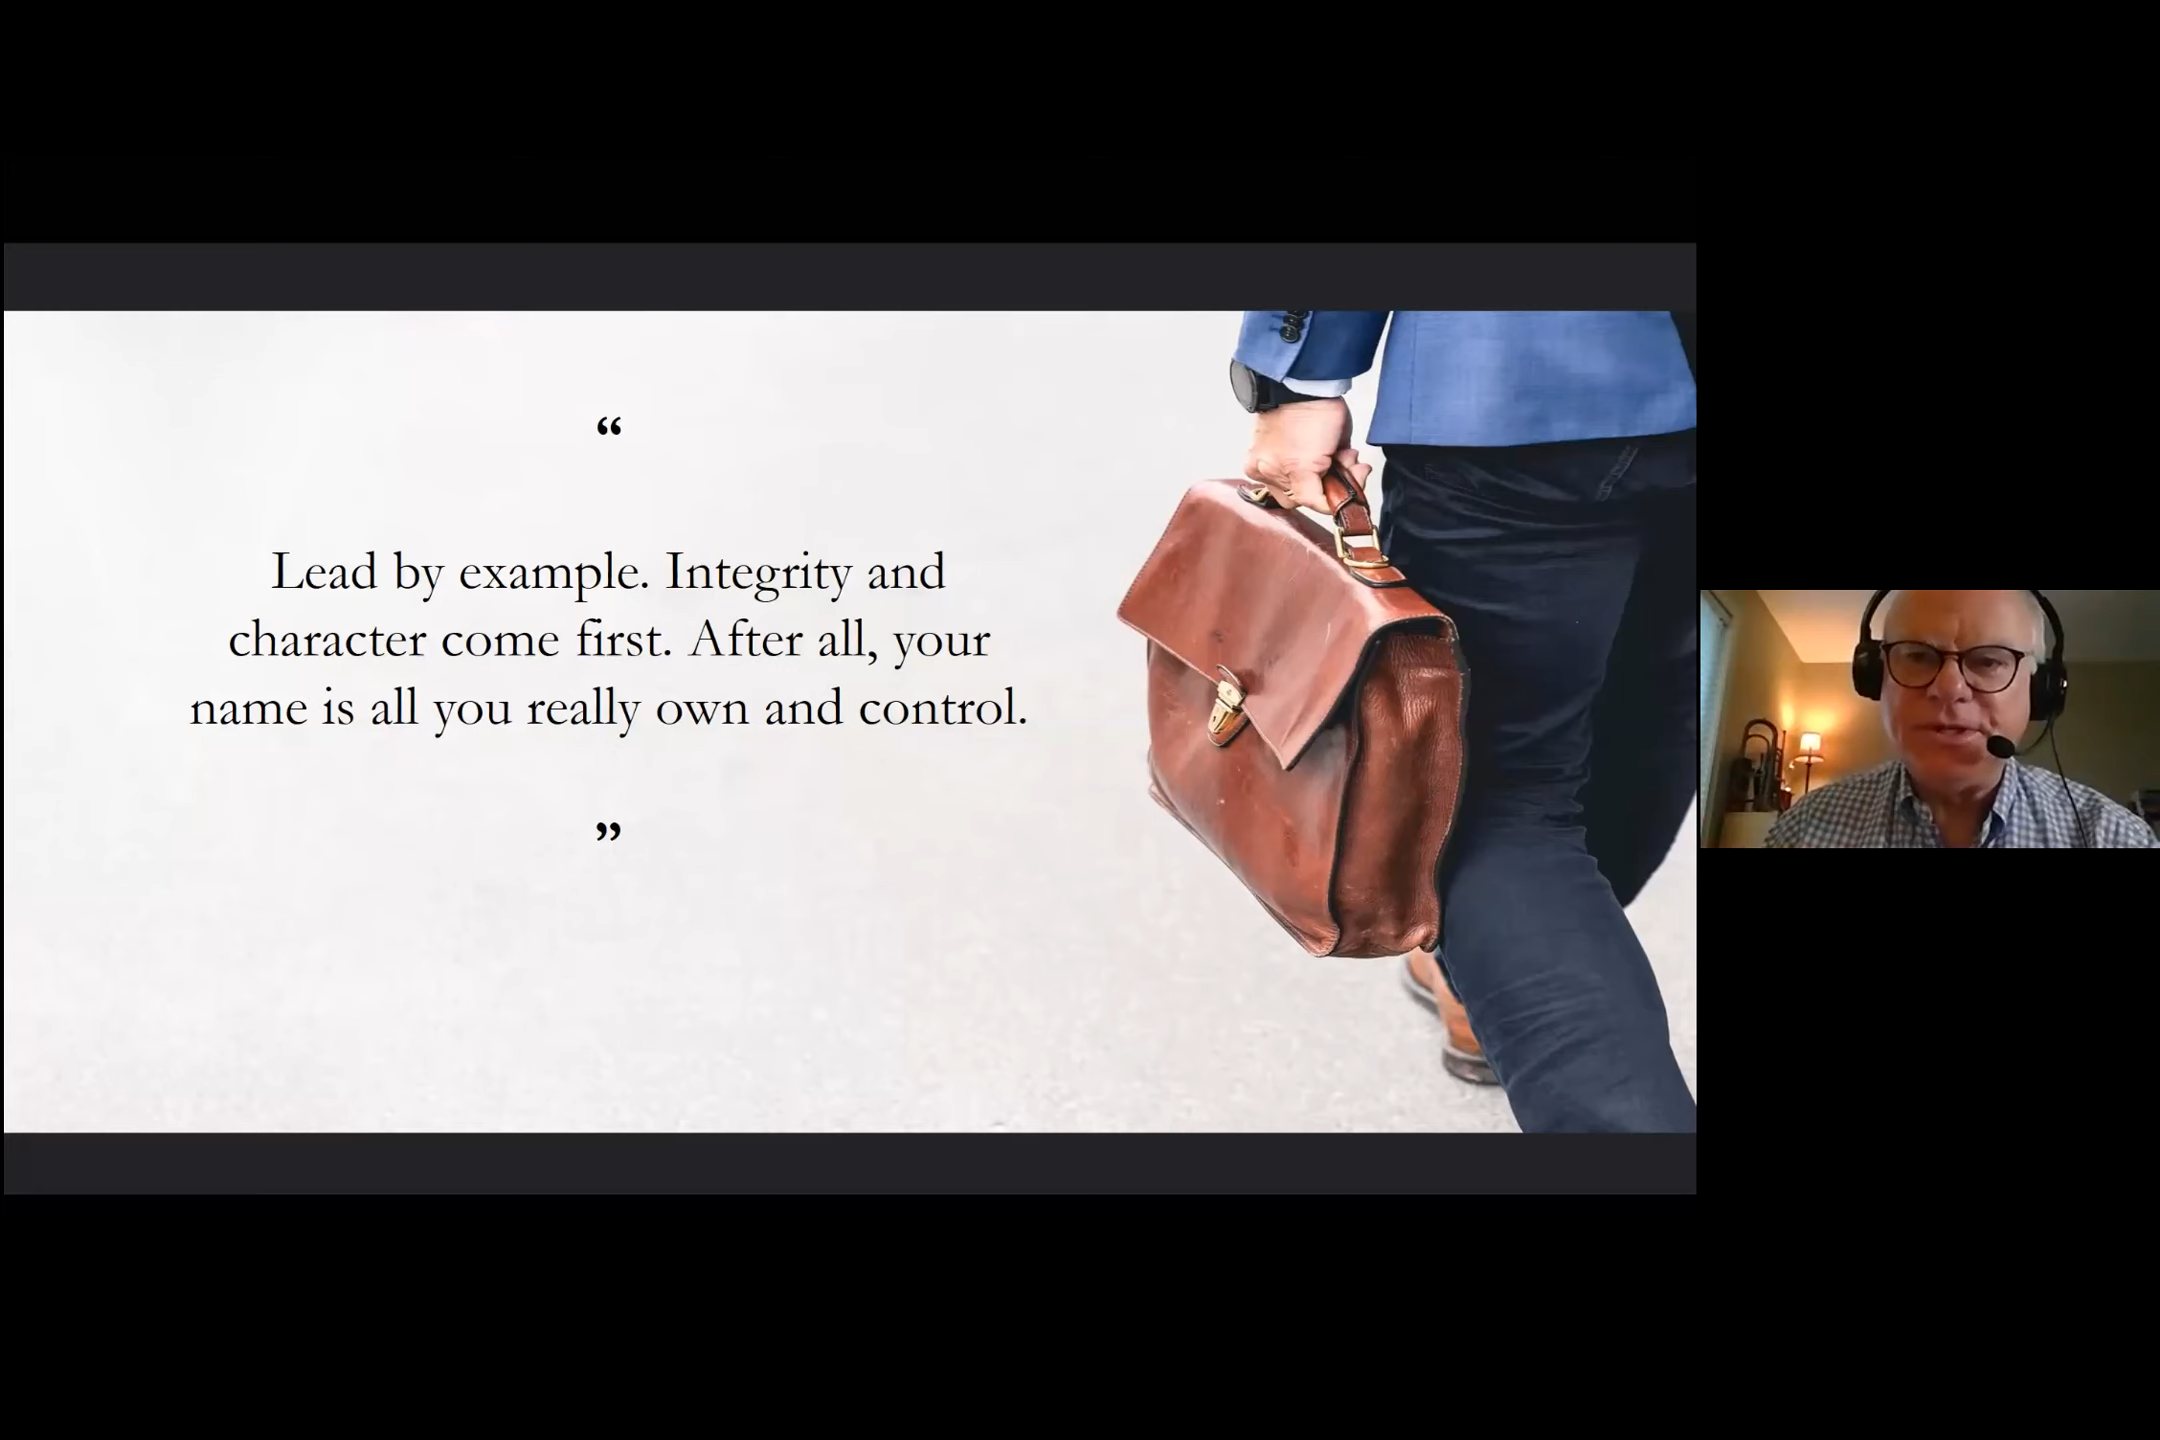 “
Lead by example. Integrity and
character come first. After all, your
name is all you really own and control.
”